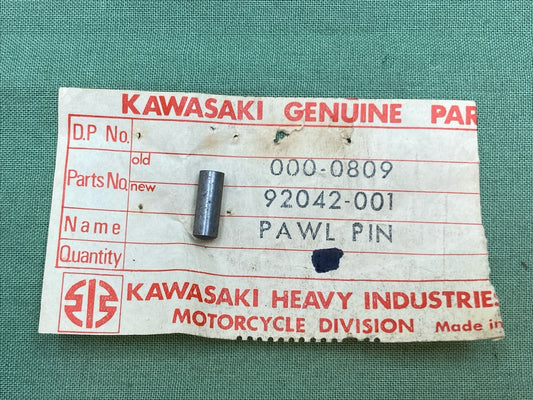 KAWASAKI GENUINE PAR
D.P No.
Parts No. old 000-0809
new 92042-001
Name PAWL PIN
Quantity
KAWASAKI HEAVY INDUSTRIES
MOTORCYCLE DIVISION Made in